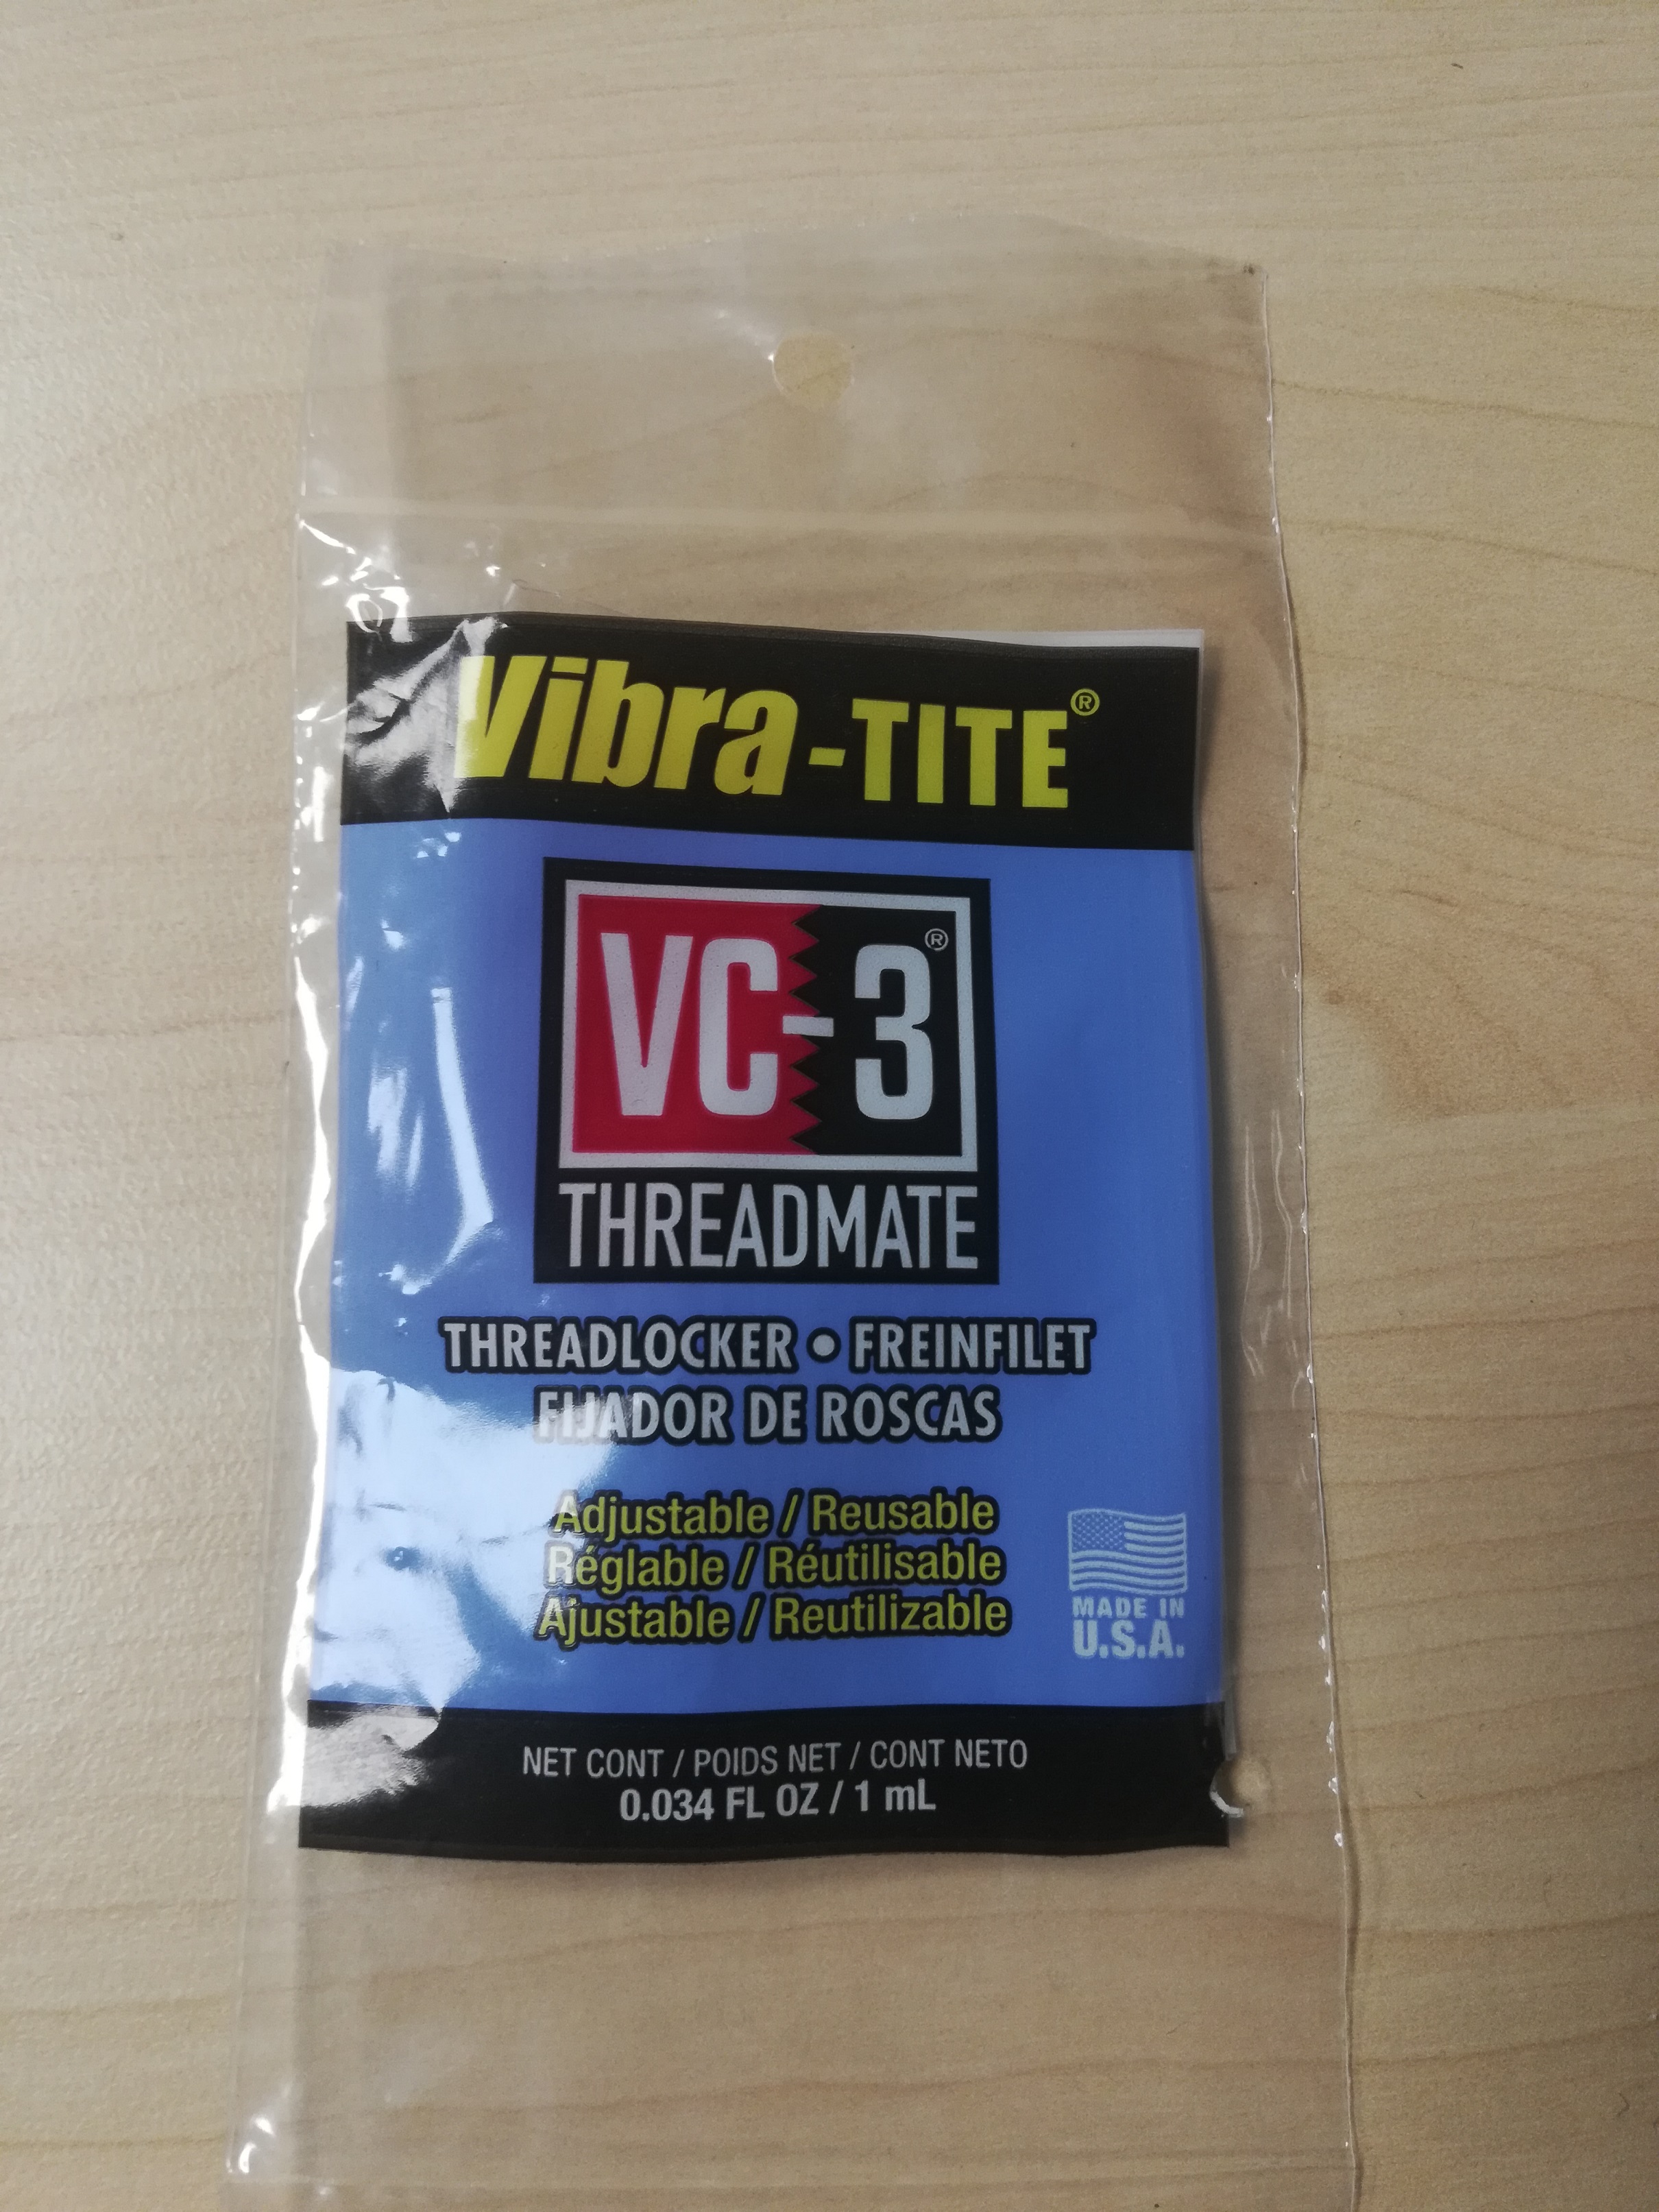 Vibra-TITE®
VC-3®
THREADMATE
THREADLOCKER • FREINFILET
FIJADOR DE ROSCAS
Adjustable / Reusable
Réglable / Réutilisable
Ajustable / Reutilizable
MADE IN
U.S.A.
NET CONT / POIDS NET / CONT NETO
0.034 FL OZ / 1 mL